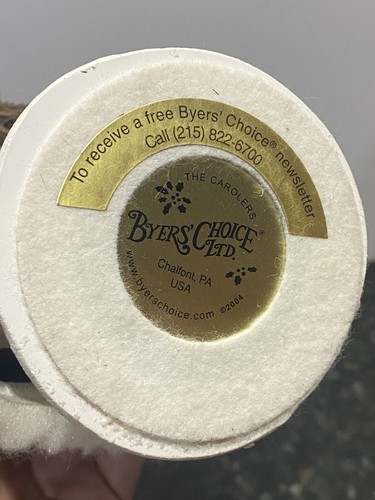 To receive a free Byers' Choice® newsletter
Call (215) 822-6700
THE CAROLERS®
BYERS' CHOICE
LTD.®
Chalfont, PA
USA
www.byerschoice.com ©2004